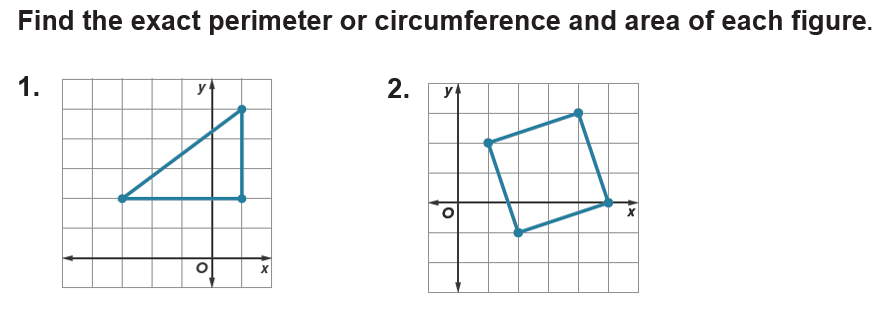 Find the exact perimeter or circumference and area of each figure.
1.
y
O
x
2.
y
O
x